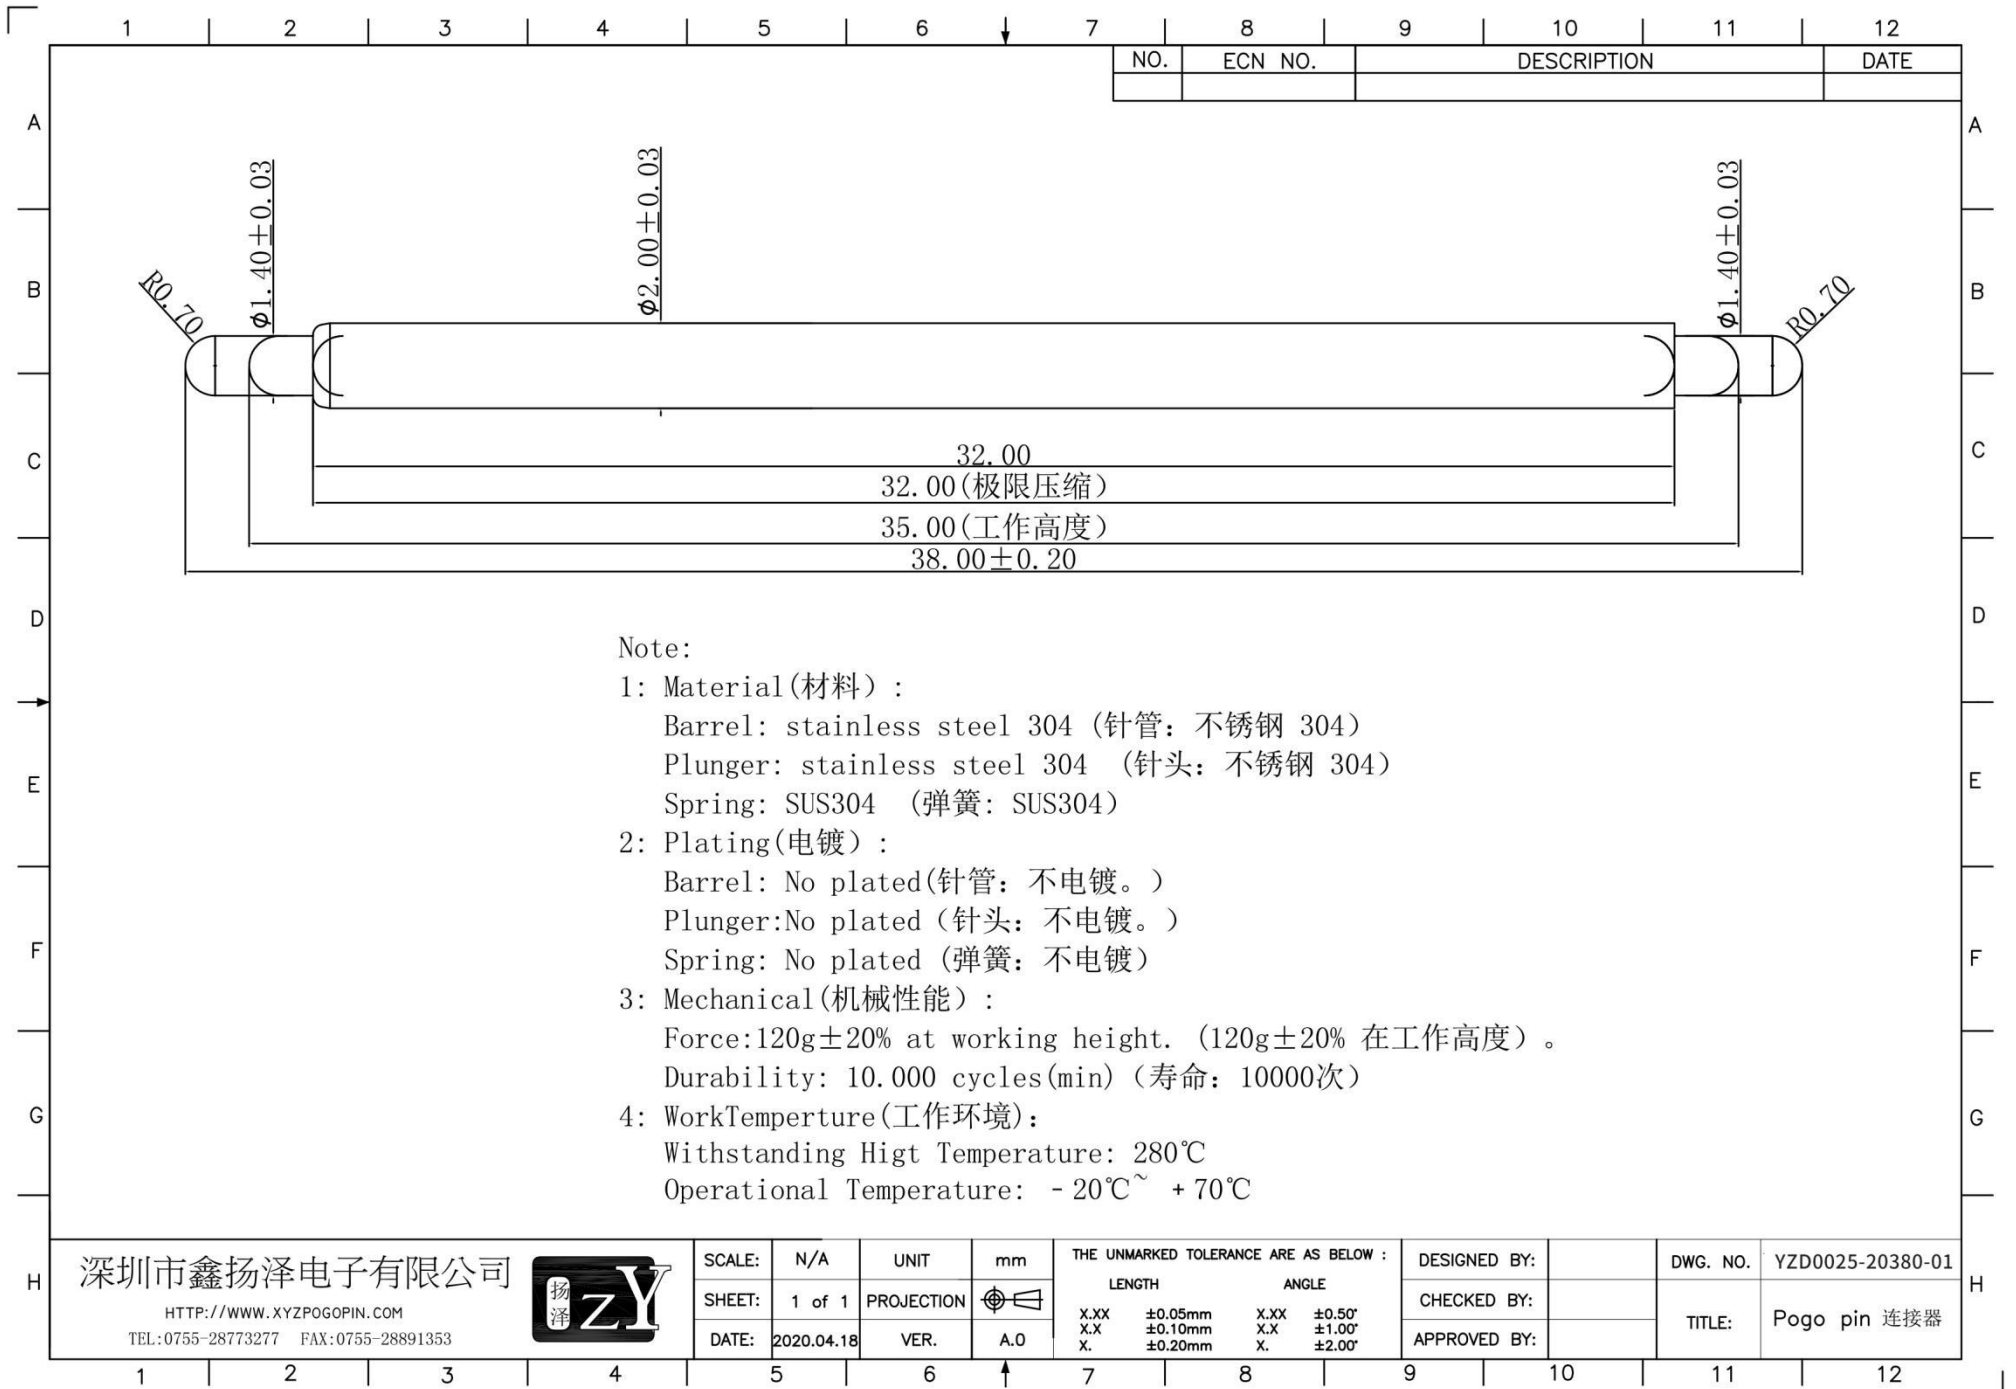 1 2 3 4 5 6 7 8 9 10 11 12
NO. ECN NO. DESCRIPTION DATE
A A
B B
C C
D D
E E
F F
G G
H H
R0.70
ϕ1.40±0.03
ϕ2.00±0.03
ϕ1.40±0.03
R0.70
32.00
32.00(极限压缩)
35.00(工作高度)
38.00±0.20
Note:
1: Material(材料):
Barrel: stainless steel 304 (针管: 不锈钢 304)
Plunger: stainless steel 304 (针头: 不锈钢 304)
Spring: SUS304 (弹簧: SUS304)
2: Plating(电镀):
Barrel: No plated(针管: 不电镀。)
Plunger:No plated (针头: 不电镀。)
Spring: No plated (弹簧: 不电镀)
3: Mechanical(机械性能):
Force:120g±20% at working height. (120g±20% 在工作高度)。
Durability: 10.000 cycles(min) (寿命: 10000次)
4: WorkTemperture(工作环境):
Withstanding Higt Temperature: 280℃
Operational Temperature: -20℃~ +70℃
深圳市鑫扬泽电子有限公司
HTTP://WWW.XYZPOGOPIN.COM
TEL:0755-28773277 FAX:0755-28891353
扬泽 ZY
SCALE: N/A UNIT mm
SHEET: 1 of 1 PROJECTION
DATE: 2020.04.18 VER. A.0
THE UNMARKED TOLERANCE ARE AS BELOW :
LENGTH ANGLE
X.XX ±0.05mm X.XX ±0.50°
X.X ±0.10mm X.X ±1.00°
X. ±0.20mm X. ±2.00°
DESIGNED BY:
CHECKED BY:
APPROVED BY:
DWG. NO. YZD0025-20380-01
TITLE: Pogo pin 连接器
1 2 3 4 5 6 7 8 9 10 11 12